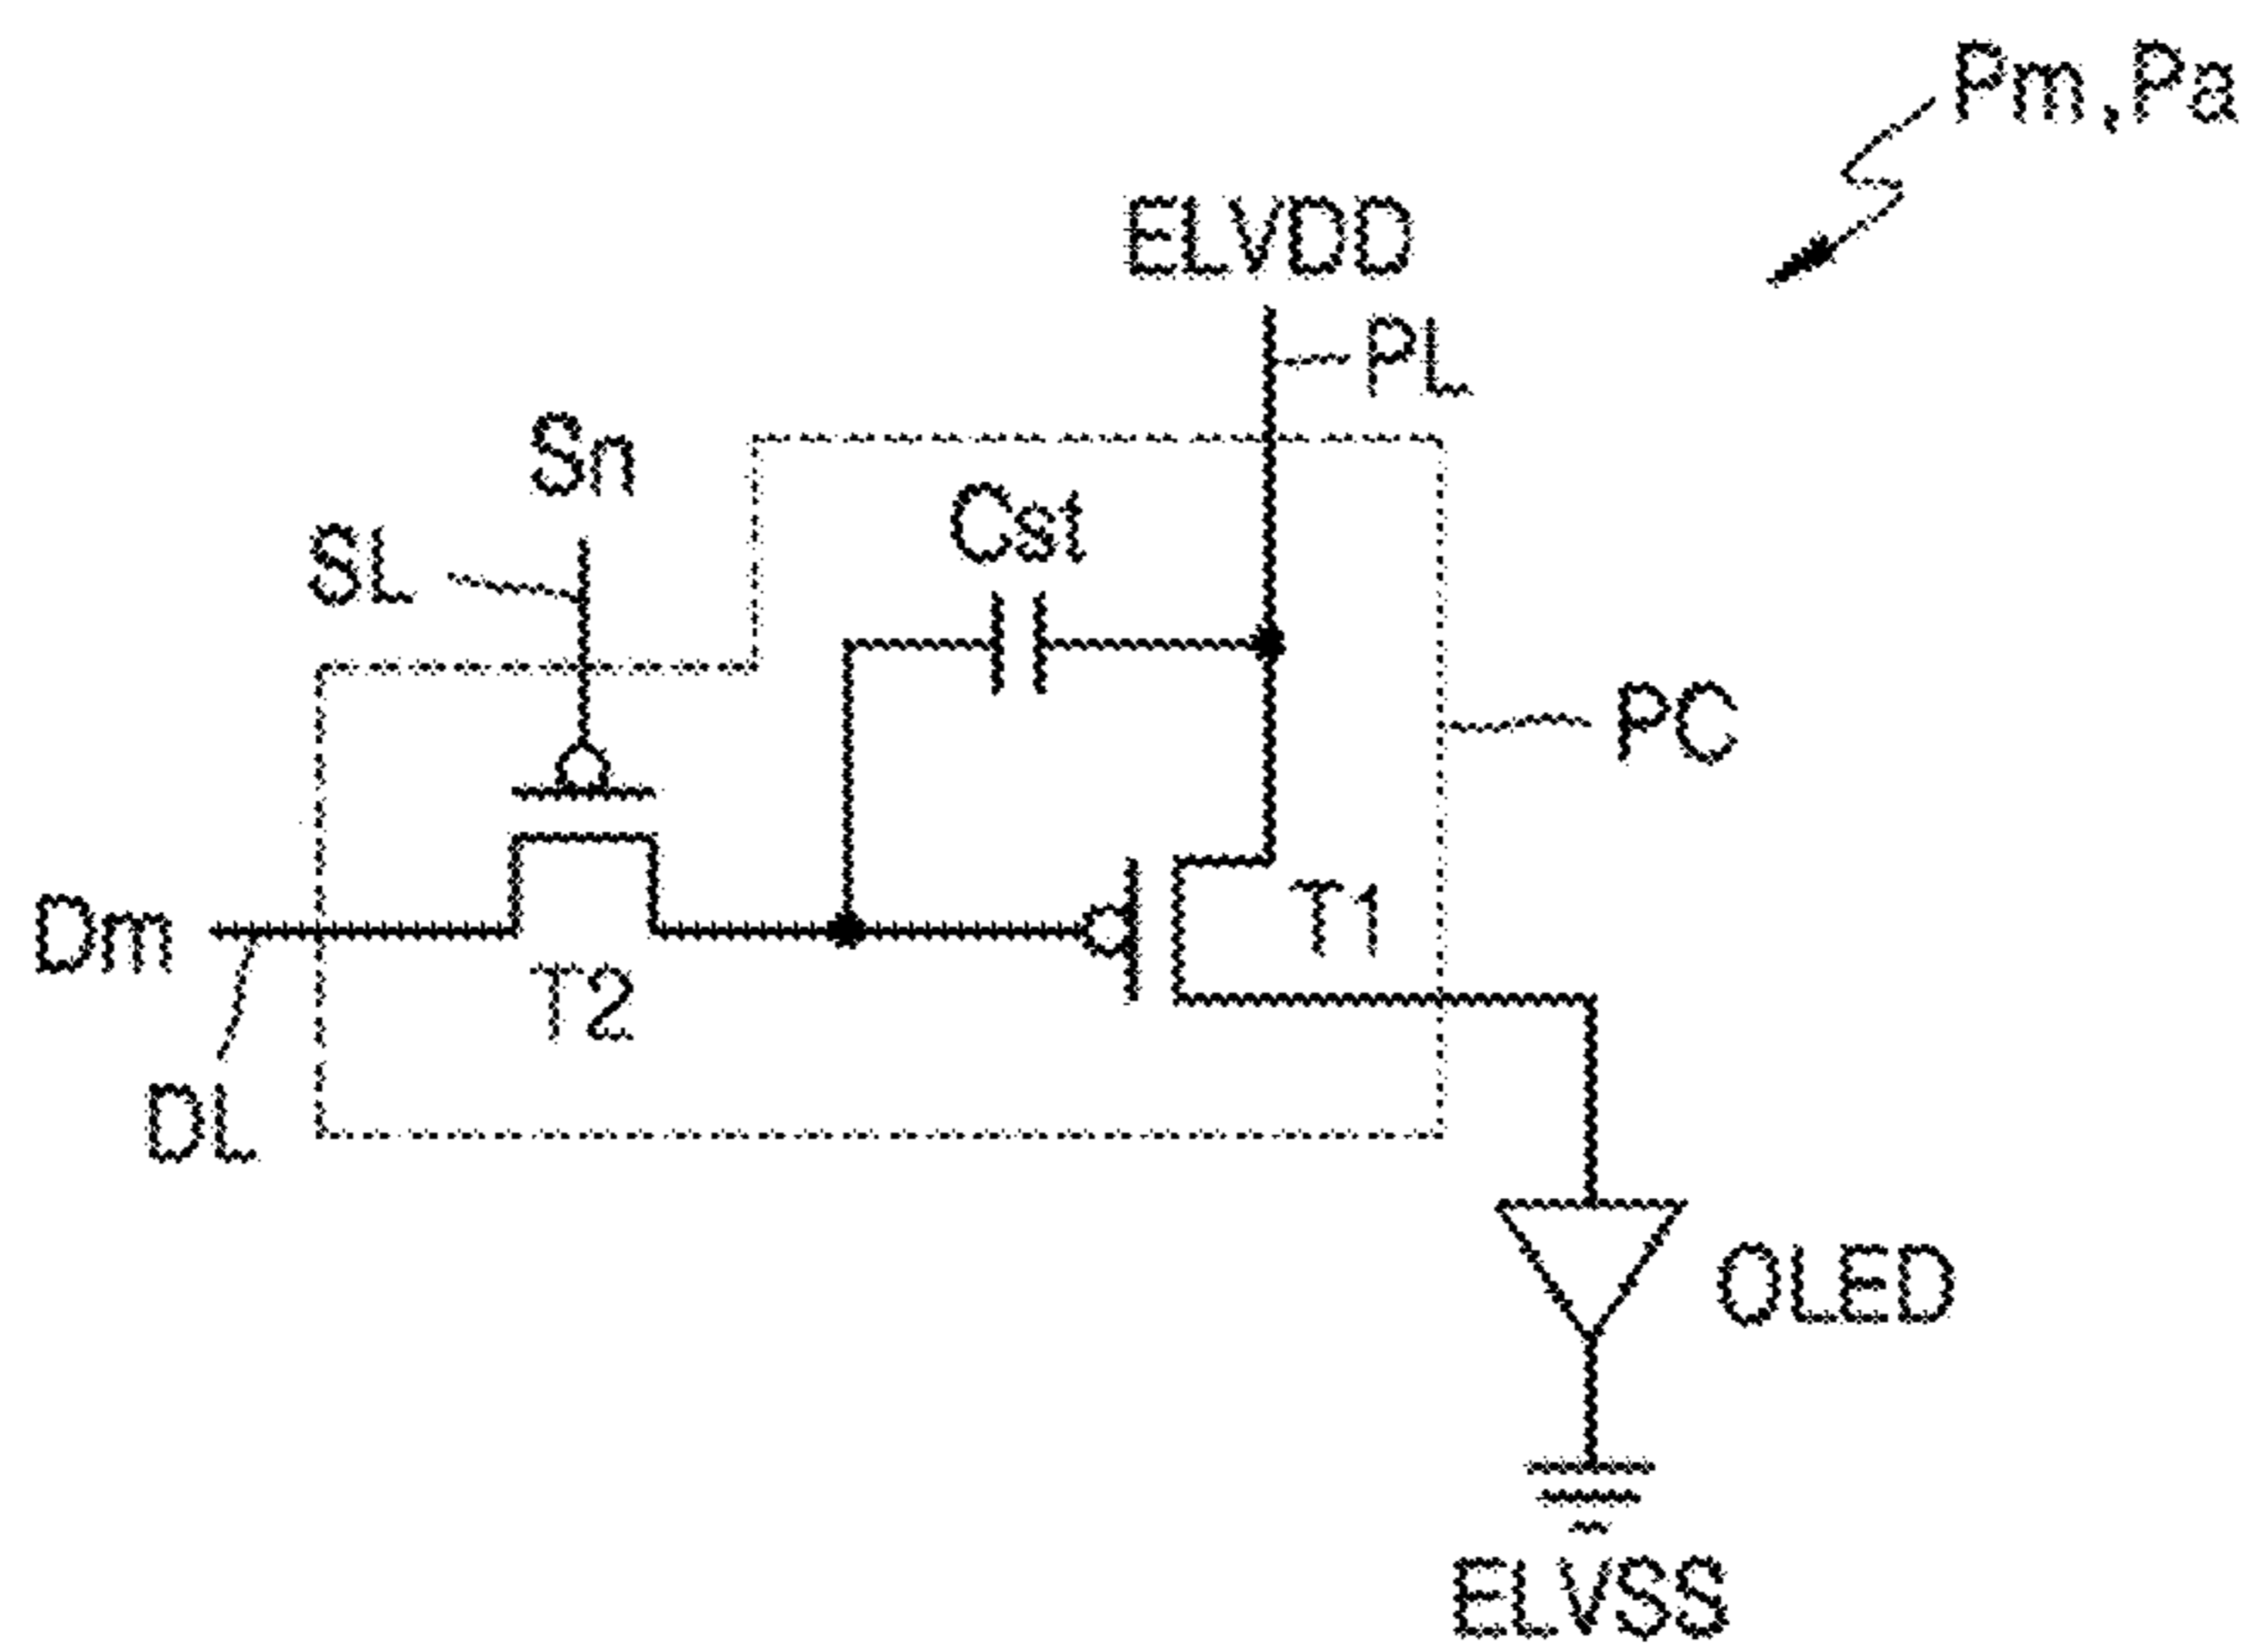 Pm,Pa
ELVDD
PL
Sn
Cst
SL
PC
T1
Dm
T2
DL
OLED
ELVSS